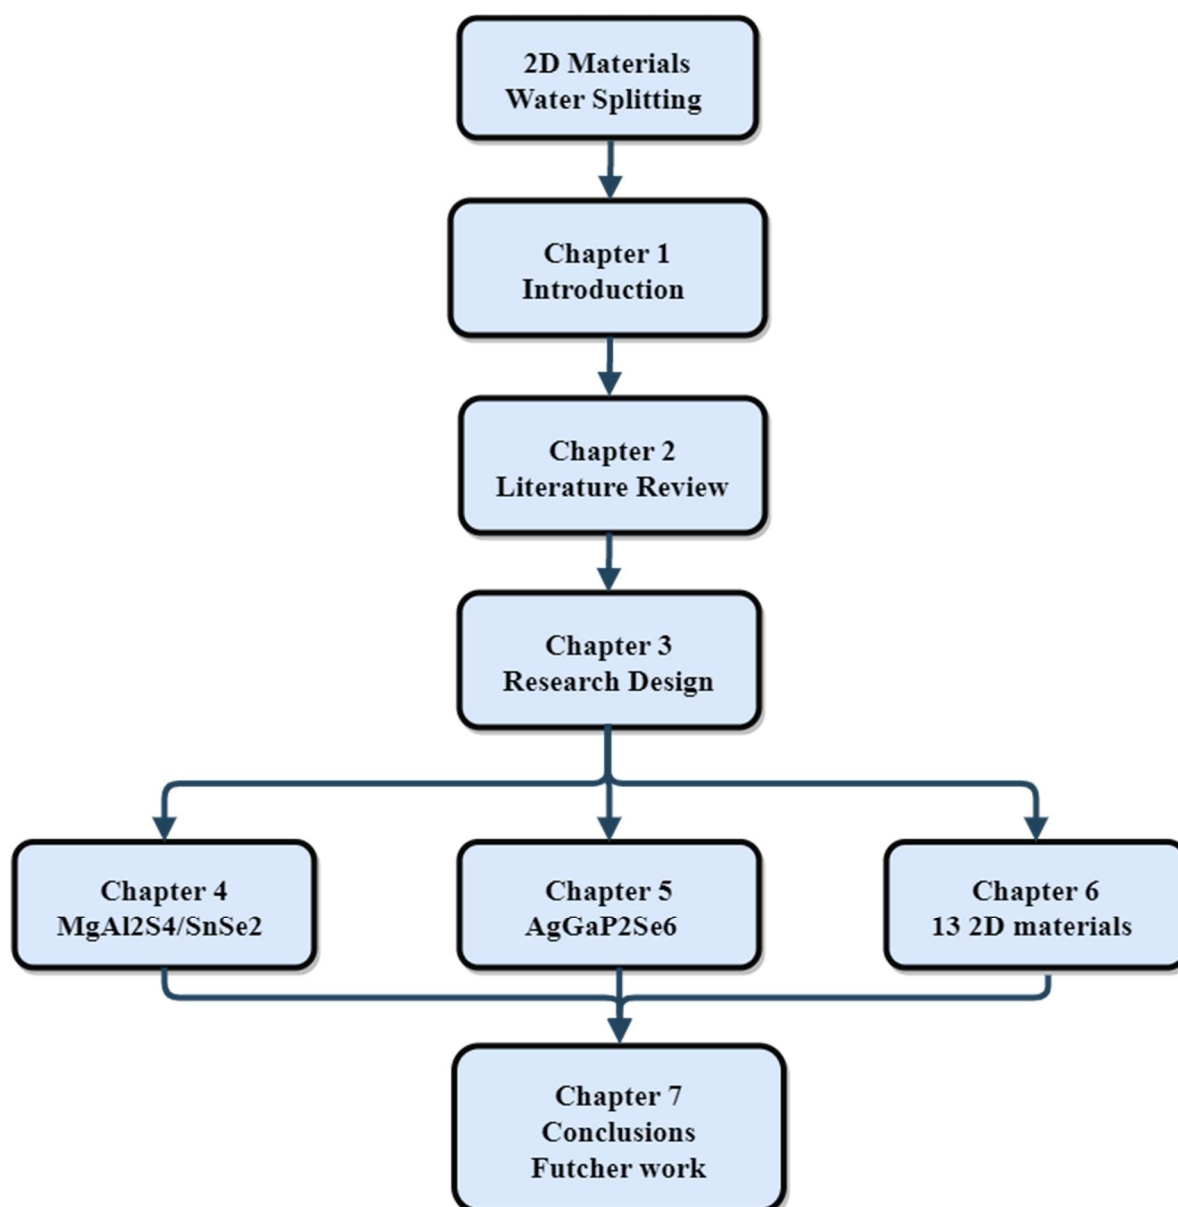 2D Materials
Water Splitting
Chapter 1
Introduction
Chapter 2
Literature Review
Chapter 3
Research Design
Chapter 4
MgAl2S4/SnSe2
Chapter 5
AgGaP2Se6
Chapter 6
13 2D materials
Chapter 7
Conclusions
Futcher work